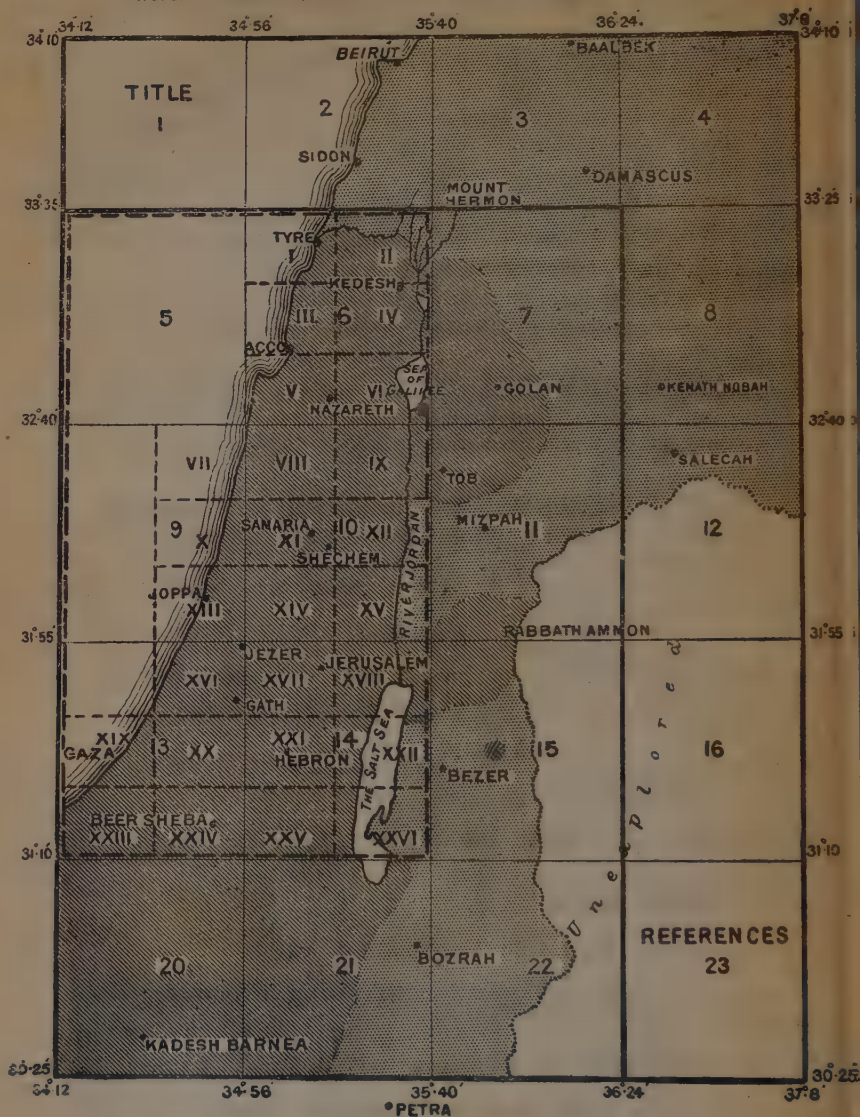 34°12 34·56 35·40 36·24 37°8'
34°10 BEIRÛT BAALBEK 34°10
TITLE
1 2 3 4
SIDON
DAMASCUS
MOUNT
HERMON
33°35 33°25
TYRE
I II
KEDESH
5 III 6 IV 7 8
ACCO
SEA
OF
GALILEE
V VI GOLAN KENATH NOBAH
NAZARETH
32°40 32°40
VII VIII IX TOB SALECAH
9 X SANARIA XI 10 XII MIZPAH 11 12
SHECHEM
RIVER JORDAN
JOPPA
XIII XIV XV
31°55 RABBATH AMMON 31°55
JEZER JERUSALEM
XVI XVII XVIII
GATH
XIX 13 XX XXI 14 XXII 15 16
GAZA HEBRON THE SALT SEA BEZER
Unexplored
BEER SHEBA
XXIII XXIV XXV XXVI
31°10 31°10
REFERENCES
20 21 22 23
BOZRAH
KADESH BARNEA
30°25 30°25
34°12 34·56 35·40 36·24 37°8'
PETRA